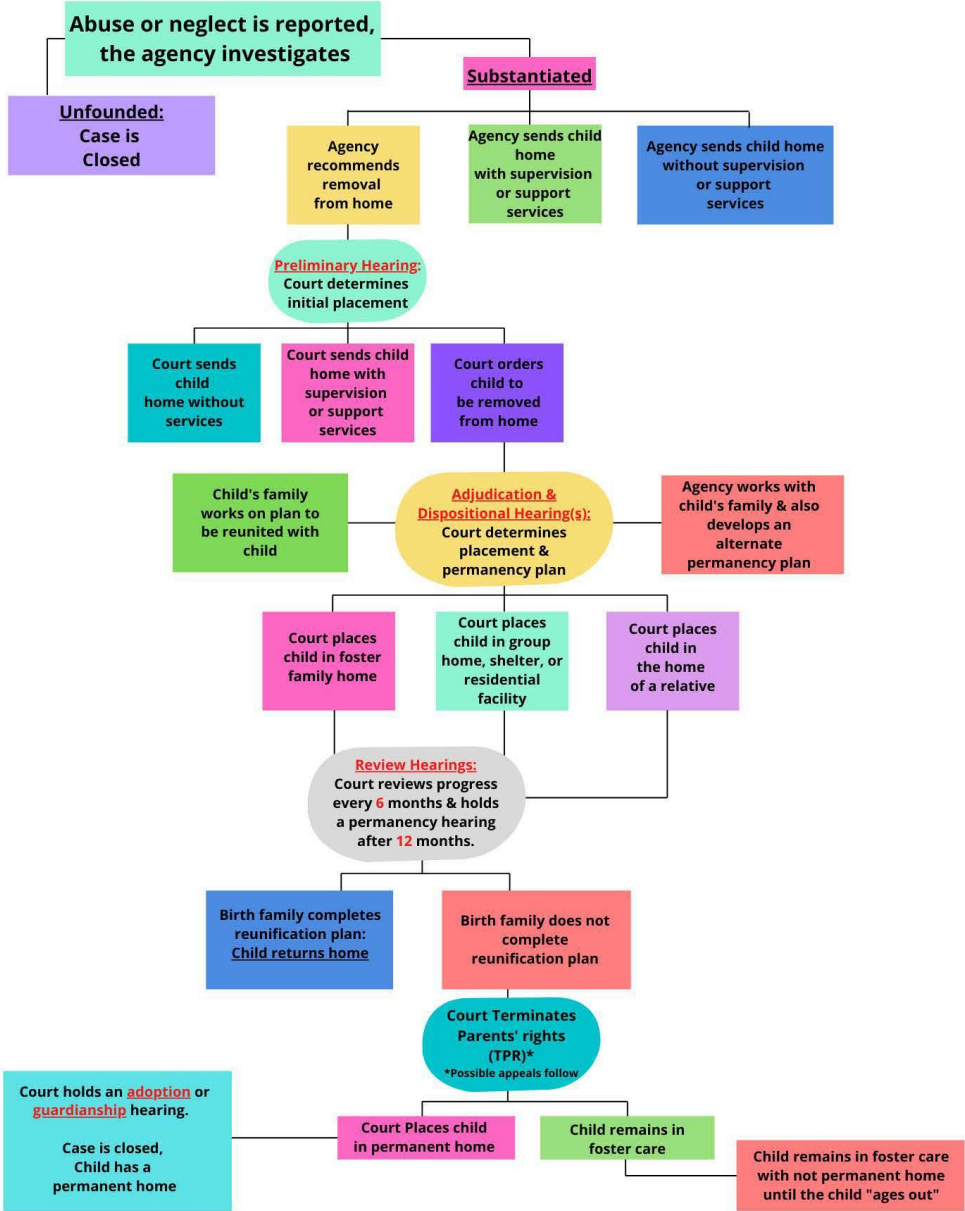 Abuse or neglect is reported,
the agency investigates
Substantiated
Unfounded:
Case is
Closed
Agency
recommends
removal
from home
Agency sends child
home
with supervision
or support
services
Agency sends child home
without supervision
or support
services
Preliminary Hearing:
Court determines
initial placement
Court sends
child
home without
services
Court sends child
home with
supervision
or support
services
Court orders
child to
be removed
from home
Child's family
works on plan to
be reunited with
child
Adjudication &
Dispositional Hearing(s):
Court determines
placement &
permanency plan
Agency works with
child's family & also
develops an
alternate
permanency plan
Court places
child in foster
family home
Court places
child in group
home, shelter, or
residential
facility
Court places
child in
the home
of a relative
Review Hearings:
Court reviews progress
every 6 months & holds
a permanency hearing
after 12 months.
Birth family completes
reunification plan:
Child returns home
Birth family does not
complete
reunification plan
Court Terminates
Parents' rights
(TPR)*
*Possible appeals follow
Court holds an adoption or
guardianship hearing.
Case is closed,
Child has a
permanent home
Court Places child
in permanent home
Child remains in
foster care
Child remains in foster care
with not permanent home
until the child "ages out"